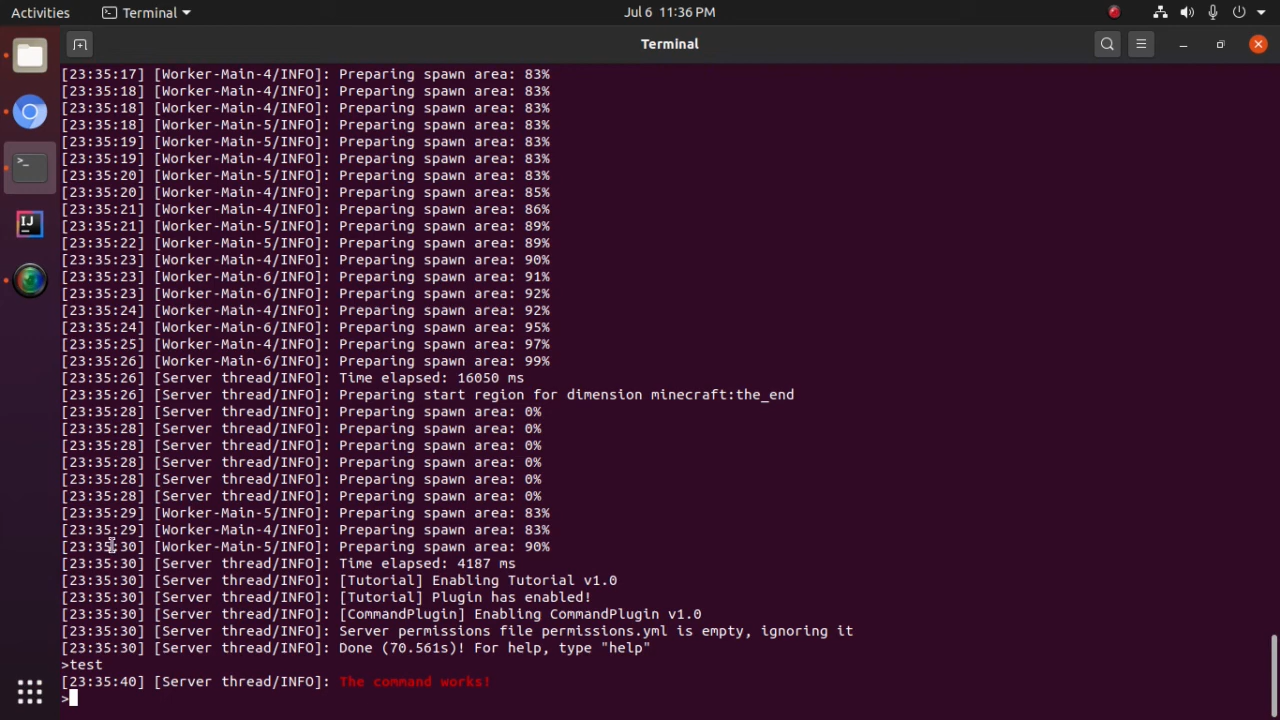 Activities
Terminal
Jul 6 11:36 PM
Terminal
[23:35:17] [Worker-Main-4/INFO]: Preparing spawn area: 83%
[23:35:18] [Worker-Main-4/INFO]: Preparing spawn area: 83%
[23:35:18] [Worker-Main-4/INFO]: Preparing spawn area: 83%
[23:35:18] [Worker-Main-5/INFO]: Preparing spawn area: 83%
[23:35:19] [Worker-Main-5/INFO]: Preparing spawn area: 83%
[23:35:19] [Worker-Main-4/INFO]: Preparing spawn area: 83%
[23:35:20] [Worker-Main-5/INFO]: Preparing spawn area: 83%
[23:35:20] [Worker-Main-4/INFO]: Preparing spawn area: 85%
[23:35:21] [Worker-Main-4/INFO]: Preparing spawn area: 86%
[23:35:21] [Worker-Main-5/INFO]: Preparing spawn area: 89%
[23:35:22] [Worker-Main-5/INFO]: Preparing spawn area: 89%
[23:35:23] [Worker-Main-4/INFO]: Preparing spawn area: 90%
[23:35:23] [Worker-Main-6/INFO]: Preparing spawn area: 91%
[23:35:23] [Worker-Main-6/INFO]: Preparing spawn area: 92%
[23:35:24] [Worker-Main-4/INFO]: Preparing spawn area: 92%
[23:35:24] [Worker-Main-6/INFO]: Preparing spawn area: 95%
[23:35:25] [Worker-Main-4/INFO]: Preparing spawn area: 97%
[23:35:26] [Worker-Main-6/INFO]: Preparing spawn area: 99%
[23:35:26] [Server thread/INFO]: Time elapsed: 16050 ms
[23:35:26] [Server thread/INFO]: Preparing start region for dimension minecraft:the_end
[23:35:28] [Server thread/INFO]: Preparing spawn area: 0%
[23:35:28] [Server thread/INFO]: Preparing spawn area: 0%
[23:35:28] [Server thread/INFO]: Preparing spawn area: 0%
[23:35:28] [Server thread/INFO]: Preparing spawn area: 0%
[23:35:28] [Server thread/INFO]: Preparing spawn area: 0%
[23:35:28] [Server thread/INFO]: Preparing spawn area: 0%
[23:35:29] [Worker-Main-5/INFO]: Preparing spawn area: 83%
[23:35:29] [Worker-Main-4/INFO]: Preparing spawn area: 83%
[23:35:30] [Worker-Main-5/INFO]: Preparing spawn area: 90%
[23:35:30] [Server thread/INFO]: Time elapsed: 4187 ms
[23:35:30] [Server thread/INFO]: [Tutorial] Enabling Tutorial v1.0
[23:35:30] [Server thread/INFO]: [Tutorial] Plugin has enabled!
[23:35:30] [Server thread/INFO]: [CommandPlugin] Enabling CommandPlugin v1.0
[23:35:30] [Server thread/INFO]: Server permissions file permissions.yml is empty, ignoring it
[23:35:30] [Server thread/INFO]: Done (70.561s)! For help, type "help"
>test
[23:35:40] [Server thread/INFO]: The command works!
>